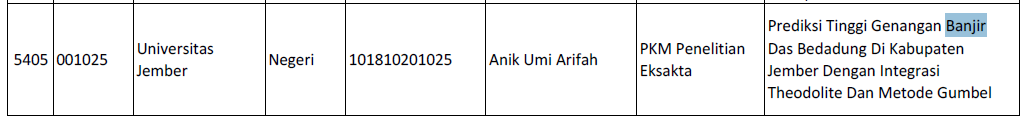 5405 001025 Universitas Jember Negeri 101810201025 Anik Umi Arifah PKM Penelitian Eksakta Prediksi Tinggi Genangan Banjir
Das Bedadung Di Kabupaten
Jember Dengan Integrasi
Theodolite Dan Metode Gumbel